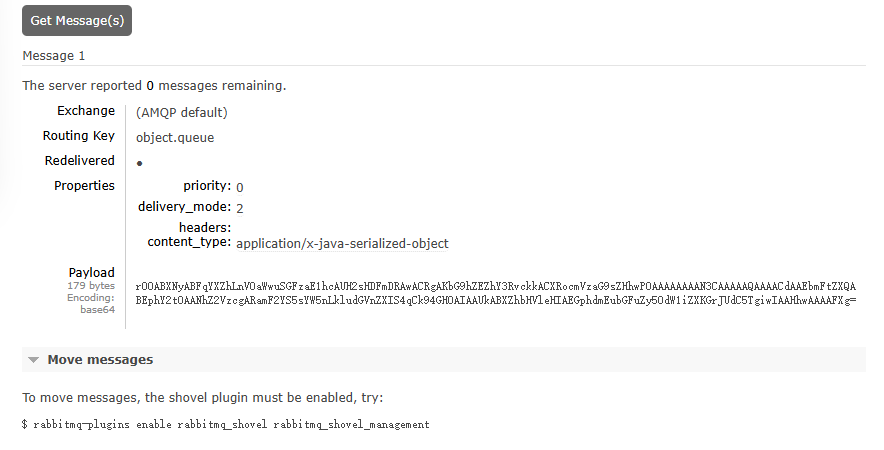 Get Message(s)
Message 1
The server reported 0 messages remaining.
Exchange (AMQP default)
Routing Key object.queue
Redelivered ●
Properties priority: 0
delivery_mode: 2
headers:
content_type: application/x-java-serialized-object
Payload
179 bytes
Encoding:
base64
rO0ABXNyABFqYXZhLnV0aWwuSGFzaE1hcAUH2sHDFmDRAwACRgAKbG9hZEZhY3RvckkACXRocmVzaG9sZHhwP0AAAAAAAAN3CAAAAAQAAAACdAAEbmFtZXQA
BEphY2t0AANhZ2VzcgARamF2YS5sYW5nLkludGVnZXIS4qCk94GHOAIAAUkABXZhbHVleHIAEGphdmEubGFuZy5OdW1iZXKGrJUdC5TgiwIAAHhwAAAAFXg=
Move messages
To move messages, the shovel plugin must be enabled, try:
$ rabbitmq-plugins enable rabbitmq_shovel rabbitmq_shovel_management